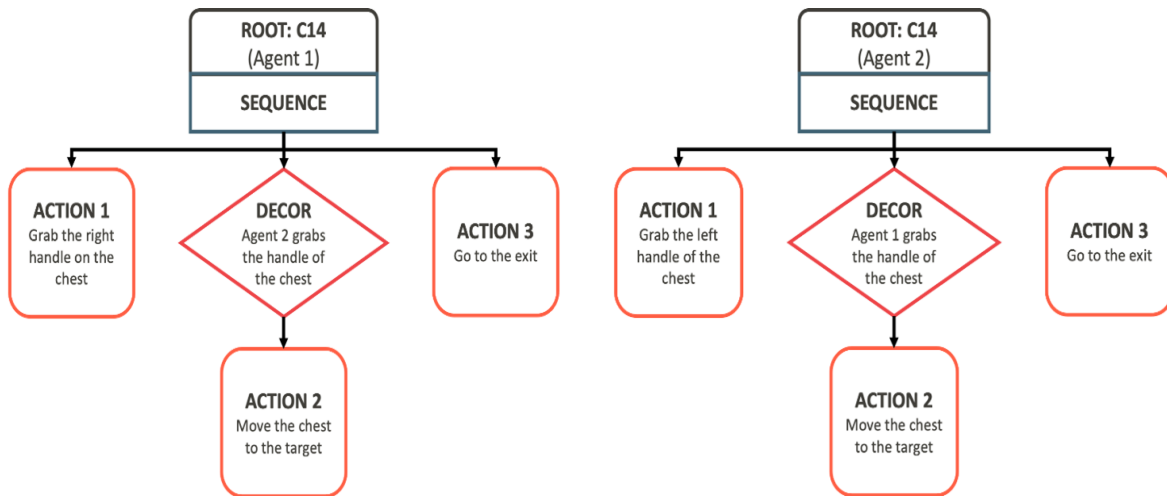 ROOT: C14
(Agent 1)
SEQUENCE
ACTION 1
Grab the right
handle on the
chest
DECOR
Agent 2 grabs
the handle of
the chest
ACTION 3
Go to the exit
ACTION 2
Move the chest
to the target
ROOT: C14
(Agent 2)
SEQUENCE
ACTION 1
Grab the left
handle of the
chest
DECOR
Agent 1 grabs
the handle of
the chest
ACTION 3
Go to the exit
ACTION 2
Move the chest
to the target